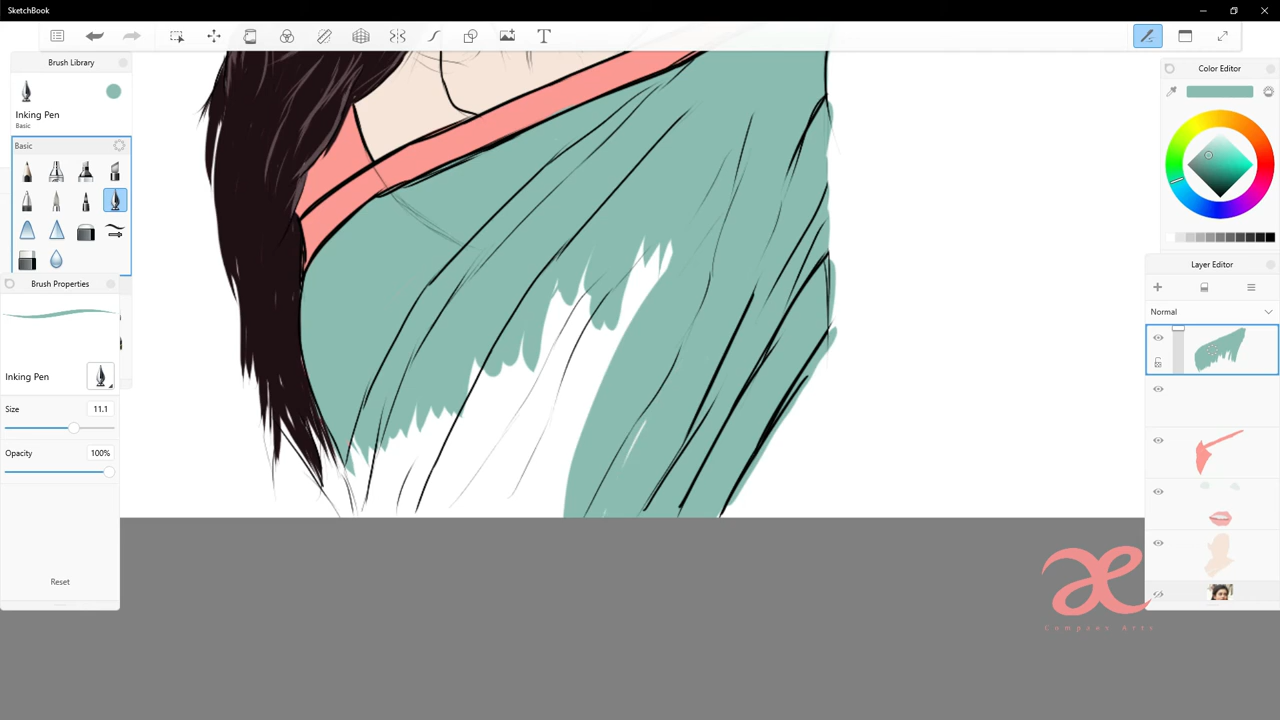 SketchBook
Brush Library
Color Editor
Inking Pen
Basic
Basic
Layer Editor
Brush Properties
Normal
Inking Pen
Size 11.1
Opacity 100%
Reset
æ
Compzon Arts